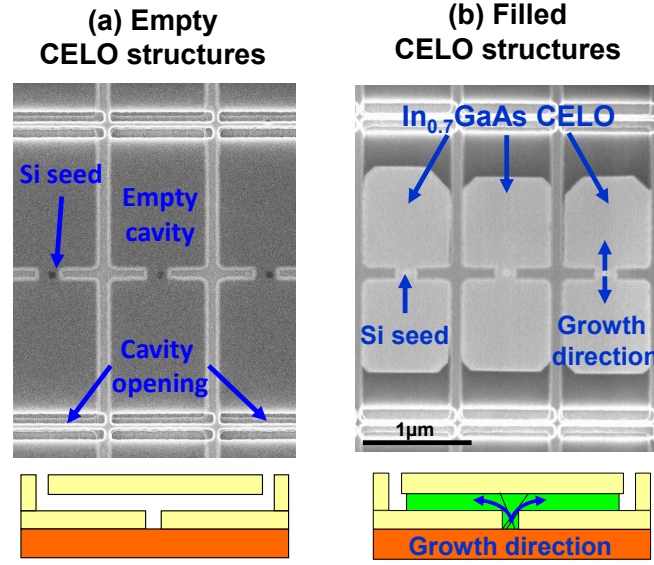 (a) Empty
CELO structures
Si seed
Empty
cavity
Cavity
opening
(b) Filled
CELO structures
In0.7GaAs CELO
Si seed
Growth
direction
1µm
Growth direction